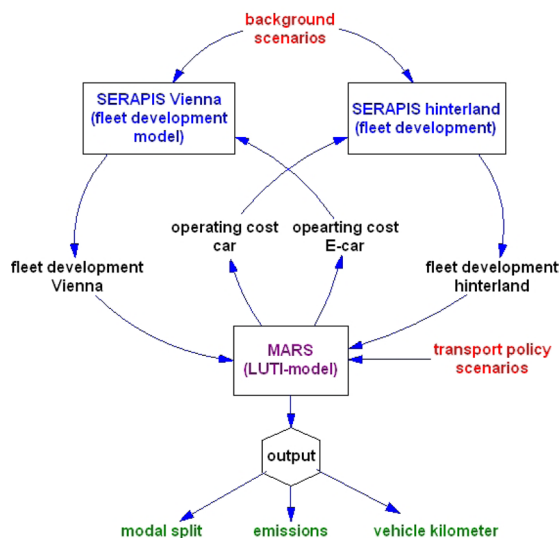 background
scenarios
SERAPIS Vienna
(fleet development
model)
SERAPIS hinterland
(fleet development)
operating cost
car
opearting cost
E-car
fleet development
Vienna
fleet development
hinterland
MARS
(LUTI-model)
transport policy
scenarios
output
modal split
emissions
vehicle kilometer